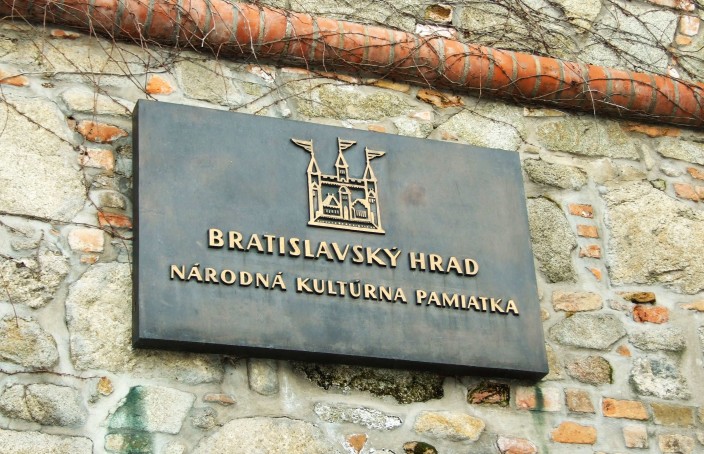 BRATISLAVSKÝ HRAD
NÁRODNÁ KULTÚRNA PAMIATKA